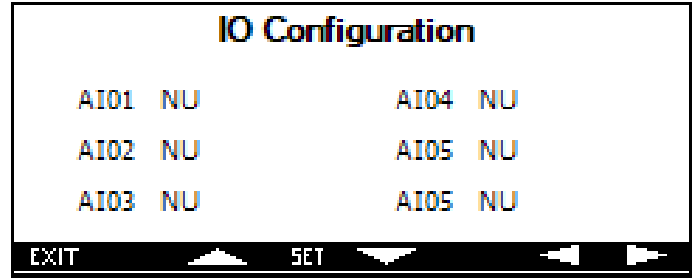 IO Configuration
AI01 NU AI04 NU
AI02 NU AI05 NU
AI03 NU AI05 NU
EXIT SET